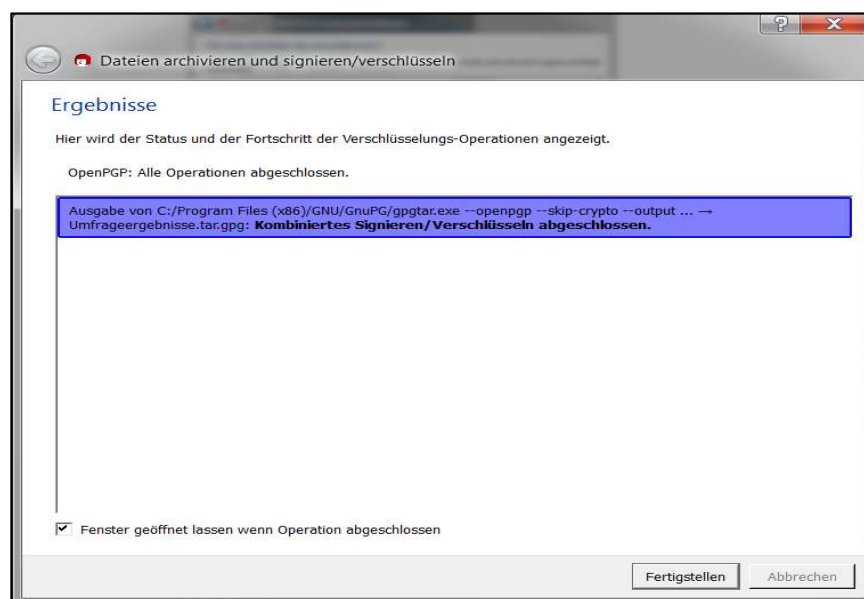 Dateien archivieren und signieren/verschlüsseln
Ergebnisse
Hier wird der Status und der Fortschritt der Verschlüsselungs-Operationen angezeigt.
OpenPGP: Alle Operationen abgeschlossen.
Ausgabe von C:/Program Files (x86)/GNU/GnuPG/gpgtar.exe --openpgp --skip-crypto --output ... →
Umfrageergebnisse.tar.gpg: Kombiniertes Signieren/Verschlüsseln abgeschlossen.
Fenster geöffnet lassen wenn Operation abgeschlossen
Fertigstellen
Abbrechen